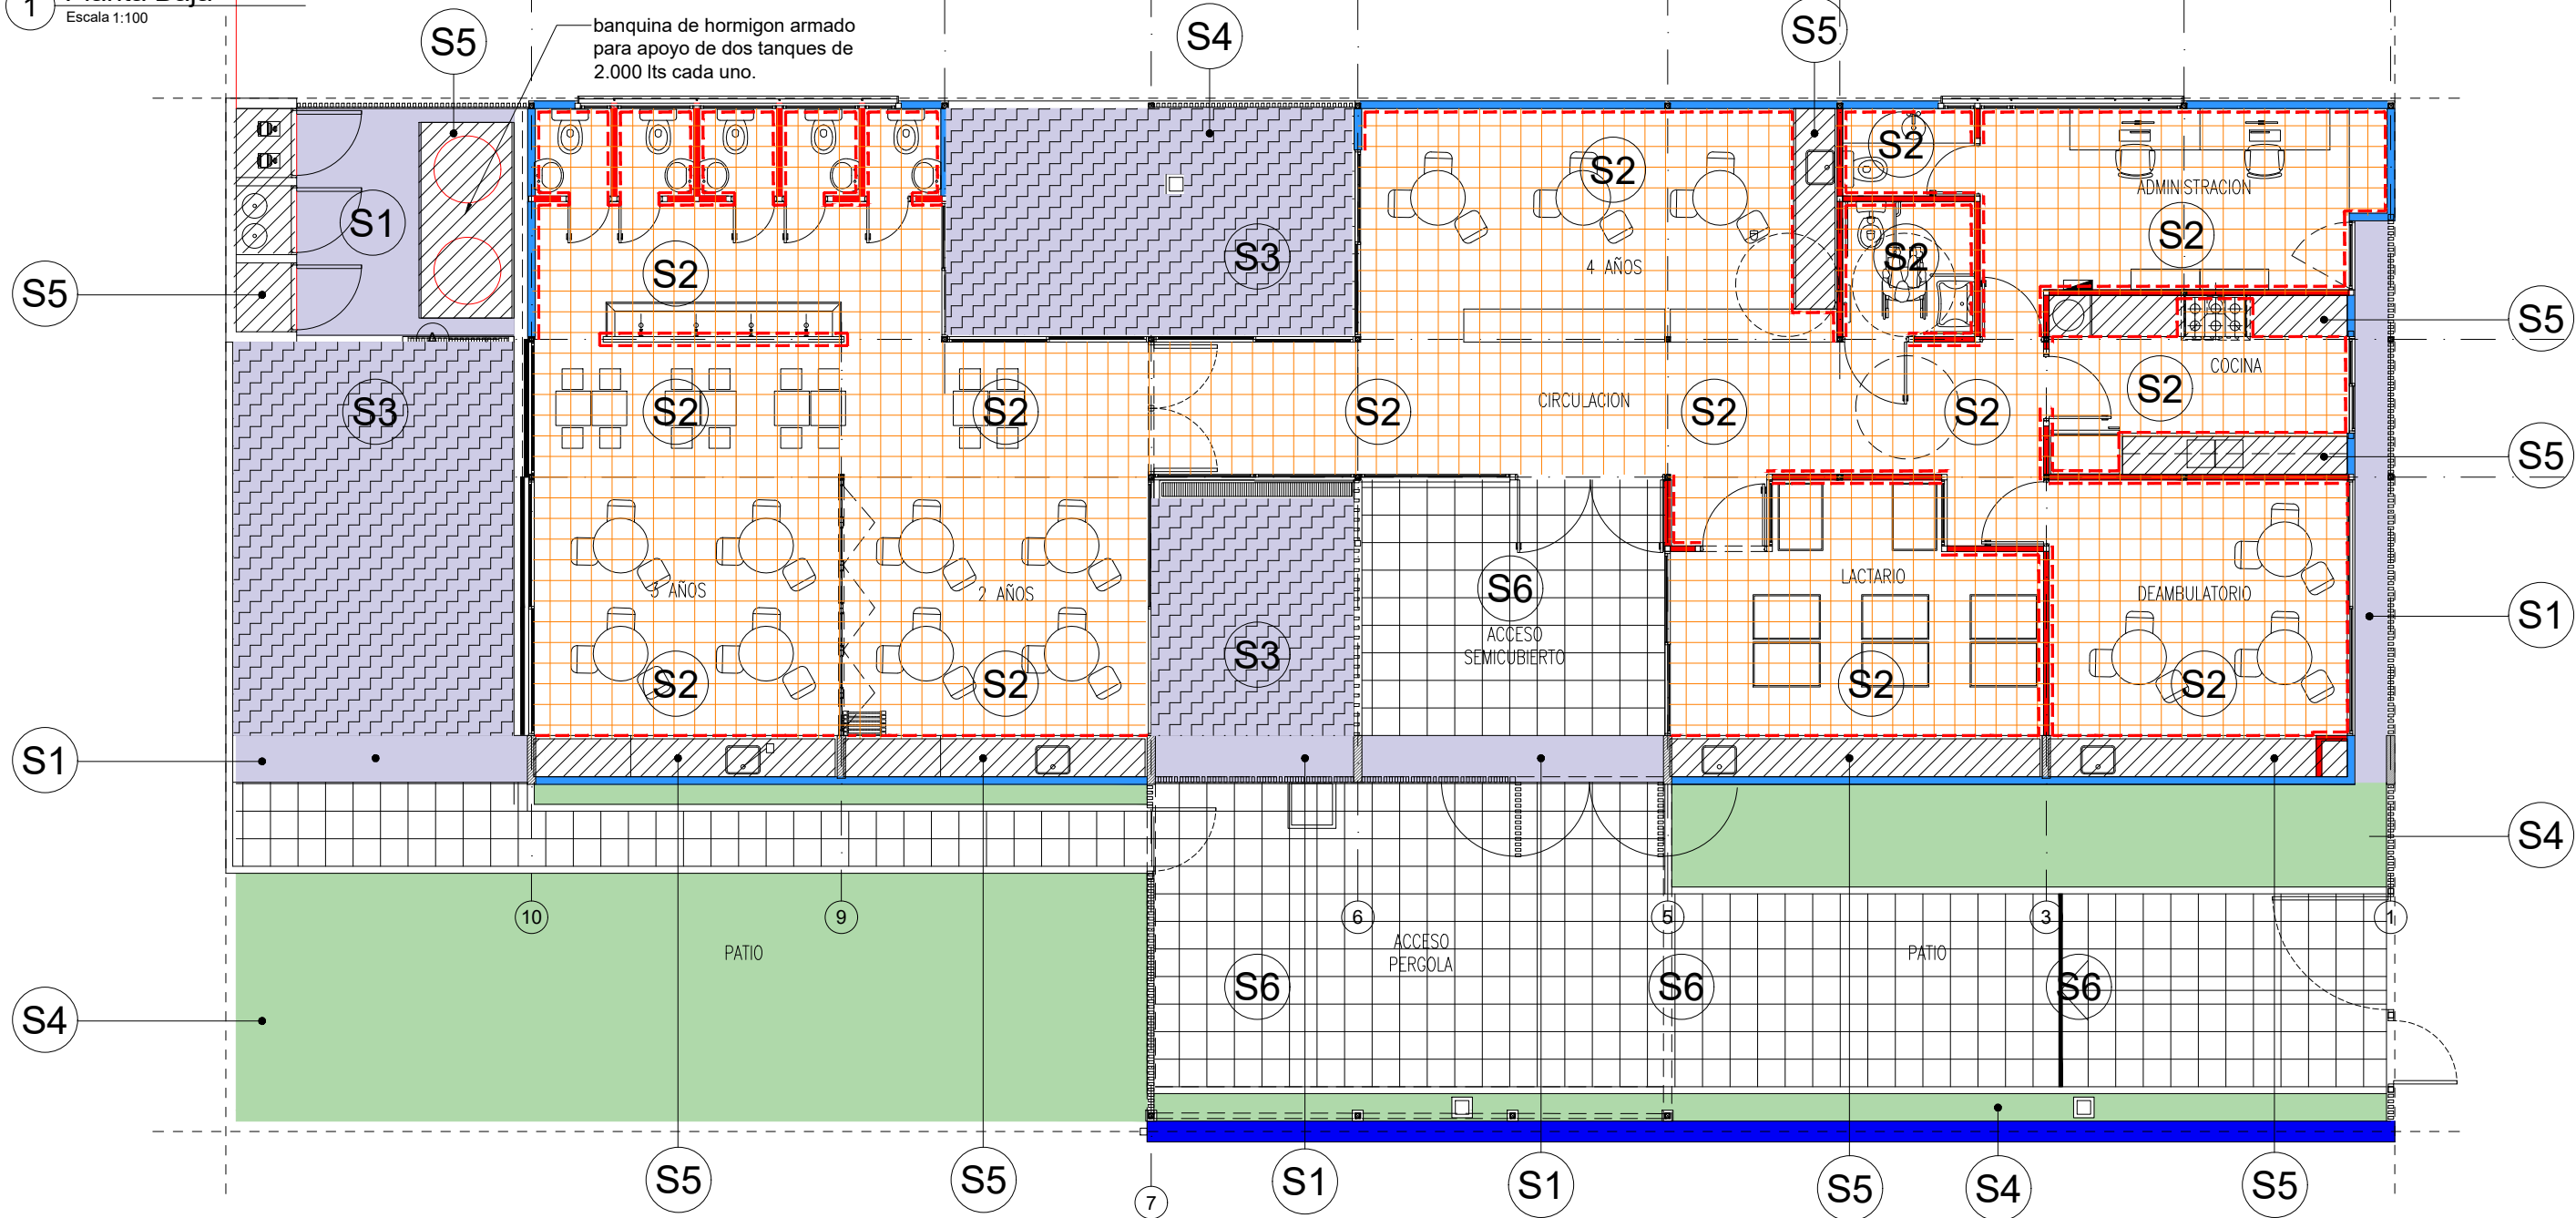 1
Planta Baja
Escala 1:100
banquina de hormigon armado
para apoyo de dos tanques de
2.000 lts cada uno.
S5
S4
S5
S1
S5
S2
S3
S2
S2
S2
ADMINISTRACION
S2
4 AÑOS
S5
COCINA
S2
S3
S2
S2
S2
CIRCULACION
S2
S2
S5
3 AÑOS
2 AÑOS
S6
ACCESO
SEMICUBIERTO
LACTARIO
DEAMBULATORIO
S1
S3
S2
S2
S2
S2
S1
S4
10
9
6
5
3
1
PATIO
ACCESO
PERGOLA
PATIO
S6
S6
S6
S4
S5
S5
7
S1
S1
S5
S4
S5